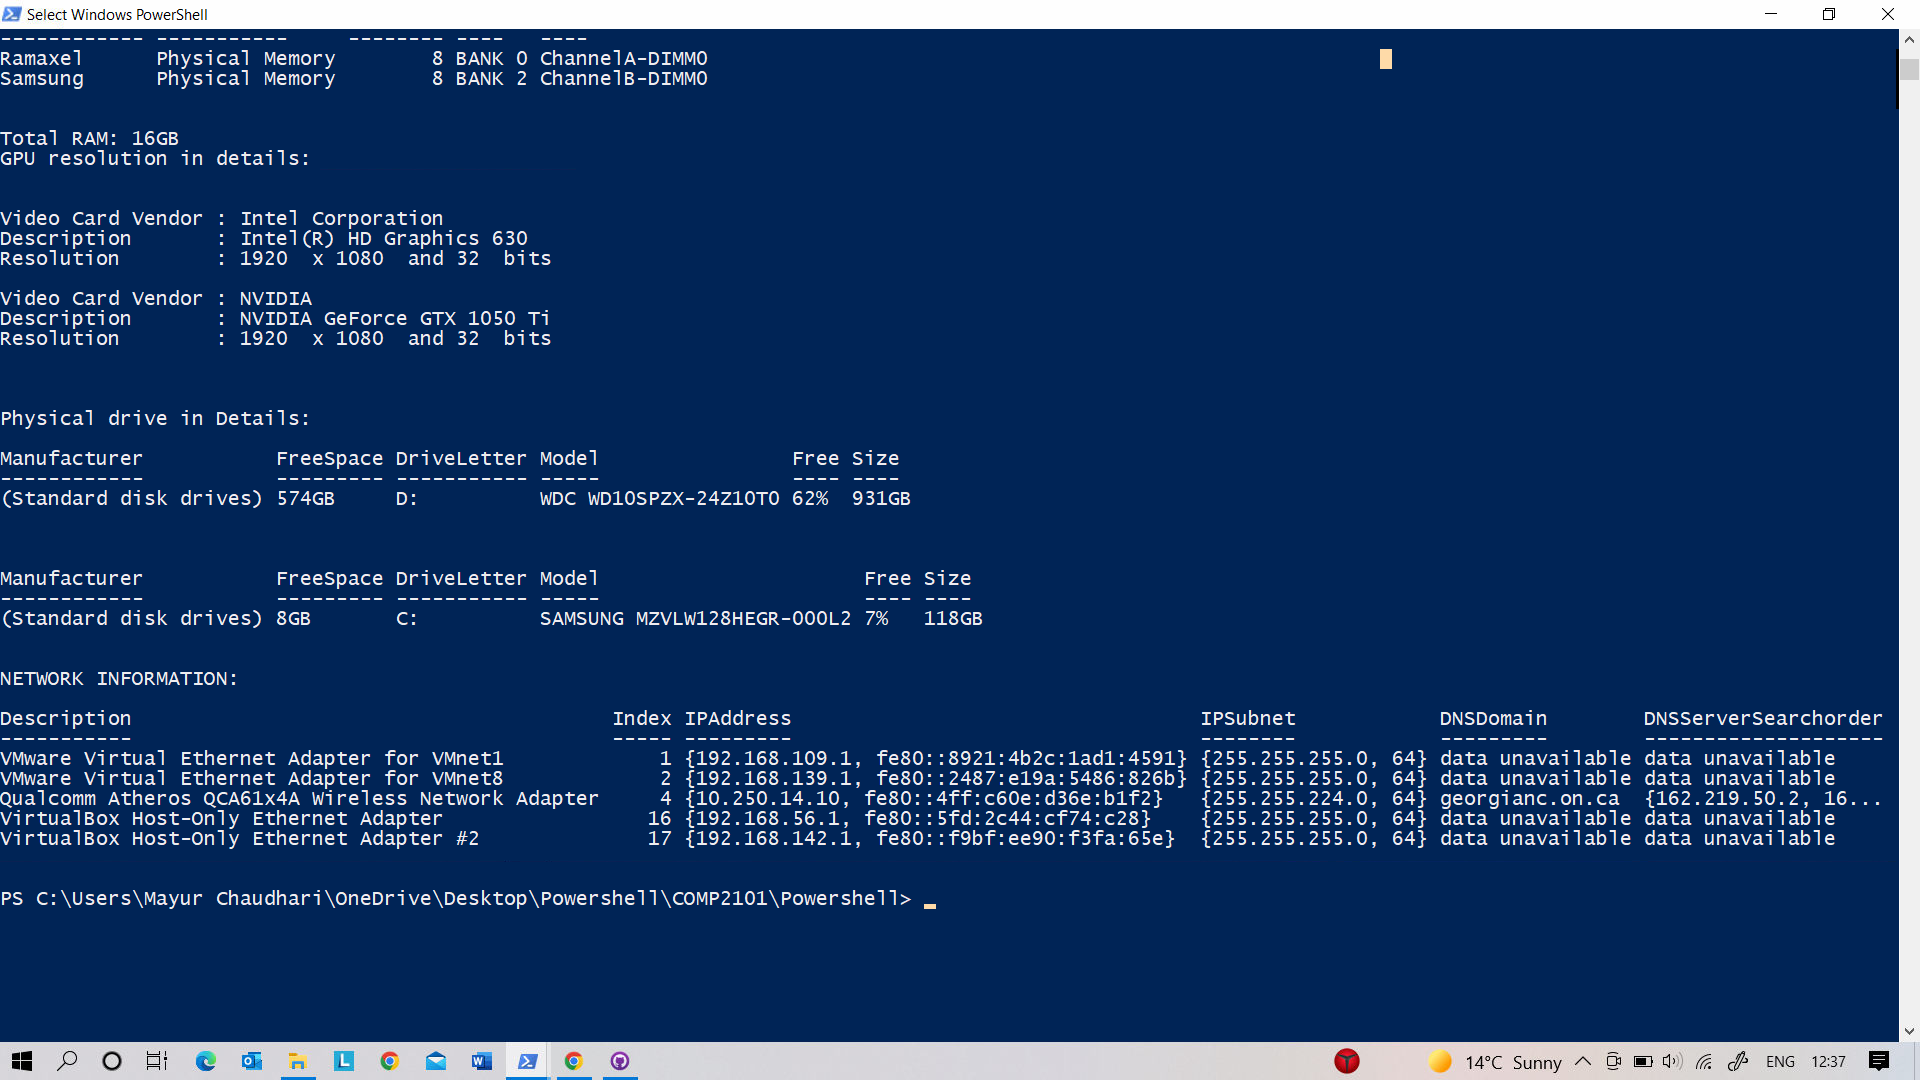 Select Windows PowerShell
------------ -----------     -------- ----   ----
Ramaxel      Physical Memory        8 BANK 0 ChannelA-DIMM0
Samsung      Physical Memory        8 BANK 2 ChannelB-DIMM0
Total RAM: 16GB
GPU resolution in details:
Video Card Vendor : Intel Corporation
Description       : Intel(R) HD Graphics 630
Resolution        : 1920  x 1080  and 32  bits
Video Card Vendor : NVIDIA
Description       : NVIDIA GeForce GTX 1050 Ti
Resolution        : 1920  x 1080  and 32  bits
Physical drive in Details:
Manufacturer           FreeSpace DriveLetter Model                Free Size
------------           --------- ----------- -----                ---- ----
(Standard disk drives) 574GB     D:          WDC WD10SPZX-24Z10T0 62%  931GB
Manufacturer           FreeSpace DriveLetter Model                      Free Size
------------           --------- ----------- -----                      ---- ----
(Standard disk drives) 8GB       C:          SAMSUNG MZVLW128HEGR-000L2 7%   118GB
NETWORK INFORMATION:
Description                                        Index IPAddress                                  IPSubnet            DNSDomain        DNSServerSearchorder
-----------                                        ----- ---------                                  --------            ---------        --------------------
VMware Virtual Ethernet Adapter for VMnet1             1 {192.168.109.1, fe80::8921:4b2c:1ad1:4591} {255.255.255.0, 64} data unavailable data unavailable
VMware Virtual Ethernet Adapter for VMnet8             2 {192.168.139.1, fe80::2487:e19a:5486:826b} {255.255.255.0, 64} data unavailable data unavailable
Qualcomm Atheros QCA61x4A Wireless Network Adapter     4 {10.250.14.10, fe80::4ff:c60e:d36e:b1f2}   {255.255.224.0, 64} georgianc.on.ca  {162.219.50.2, 16...
VirtualBox Host-Only Ethernet Adapter                 16 {192.168.56.1, fe80::5fd:2c44:cf74:c28}    {255.255.255.0, 64} data unavailable data unavailable
VirtualBox Host-Only Ethernet Adapter #2              17 {192.168.142.1, fe80::f9bf:ee90:f3fa:65e}  {255.255.255.0, 64} data unavailable data unavailable
PS C:\Users\Mayur Chaudhari\OneDrive\Desktop\Powershell\COMP2101\Powershell>
14°C Sunny ENG 12:37